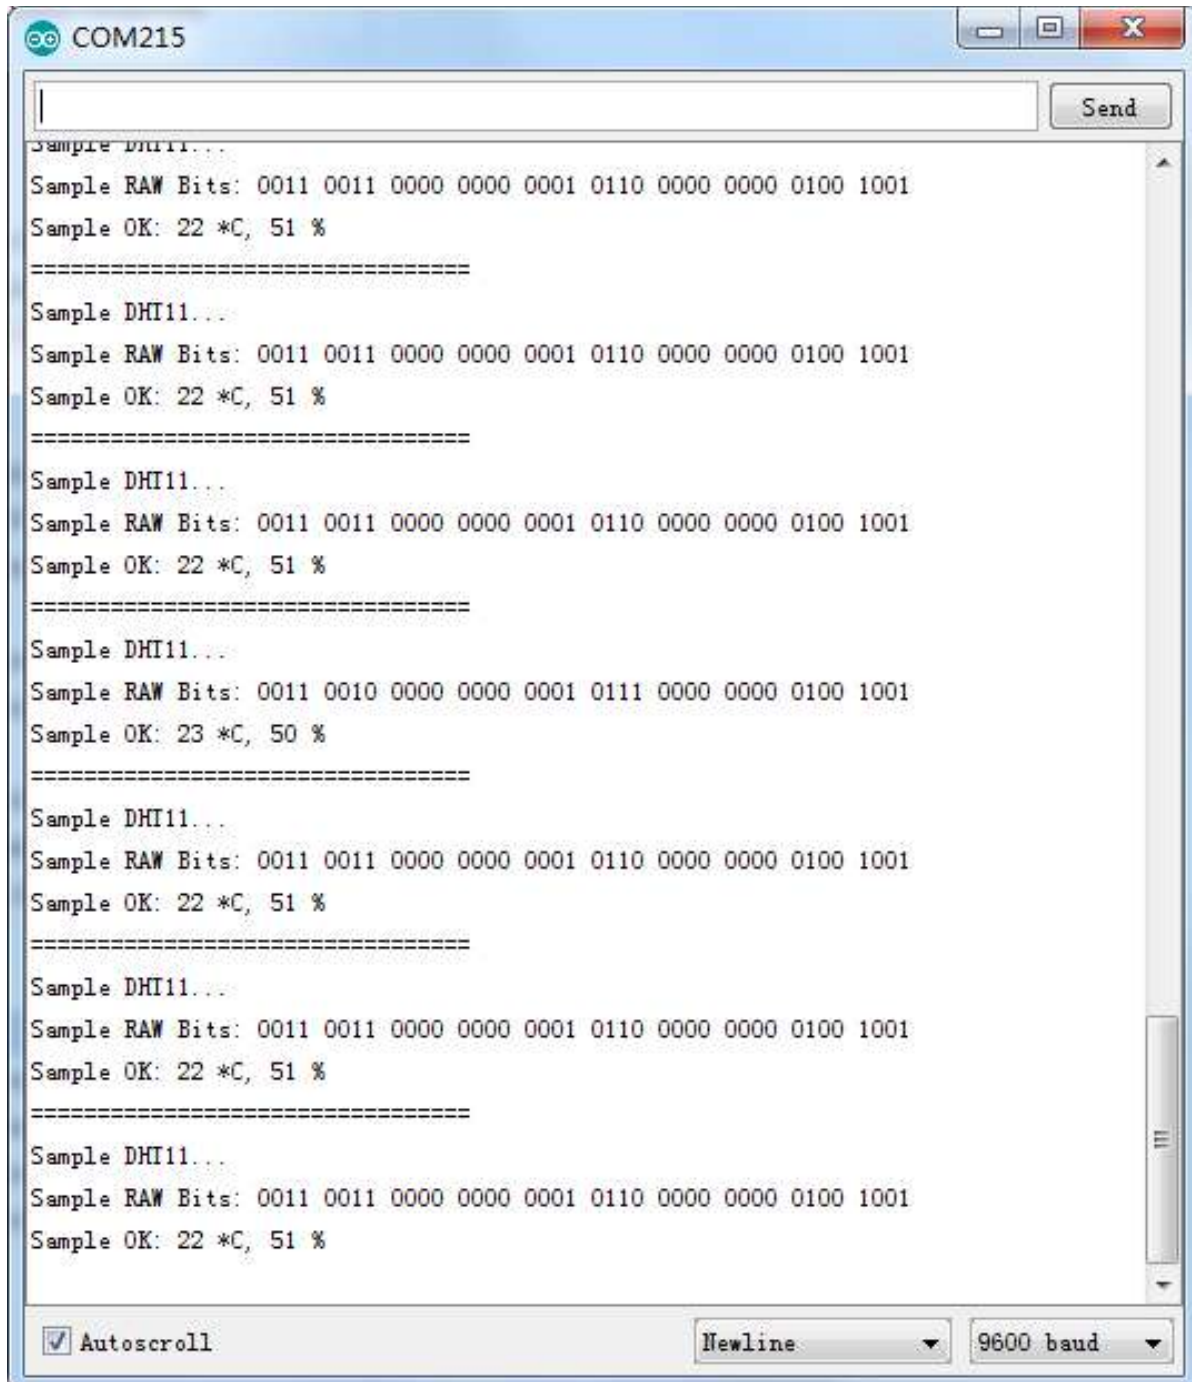 COM215
Send
Sample DHT11...
Sample RAW Bits: 0011 0011 0000 0000 0001 0110 0000 0000 0100 1001
Sample OK: 22 *C, 51 %
=================================
Sample DHT11...
Sample RAW Bits: 0011 0011 0000 0000 0001 0110 0000 0000 0100 1001
Sample OK: 22 *C, 51 %
=================================
Sample DHT11...
Sample RAW Bits: 0011 0011 0000 0000 0001 0110 0000 0000 0100 1001
Sample OK: 22 *C, 51 %
=================================
Sample DHT11...
Sample RAW Bits: 0011 0010 0000 0000 0001 0111 0000 0000 0100 1001
Sample OK: 23 *C, 50 %
=================================
Sample DHT11...
Sample RAW Bits: 0011 0011 0000 0000 0001 0110 0000 0000 0100 1001
Sample OK: 22 *C, 51 %
=================================
Sample DHT11...
Sample RAW Bits: 0011 0011 0000 0000 0001 0110 0000 0000 0100 1001
Sample OK: 22 *C, 51 %
=================================
Sample DHT11...
Sample RAW Bits: 0011 0011 0000 0000 0001 0110 0000 0000 0100 1001
Sample OK: 22 *C, 51 %
Autoscroll Newline 9600 baud